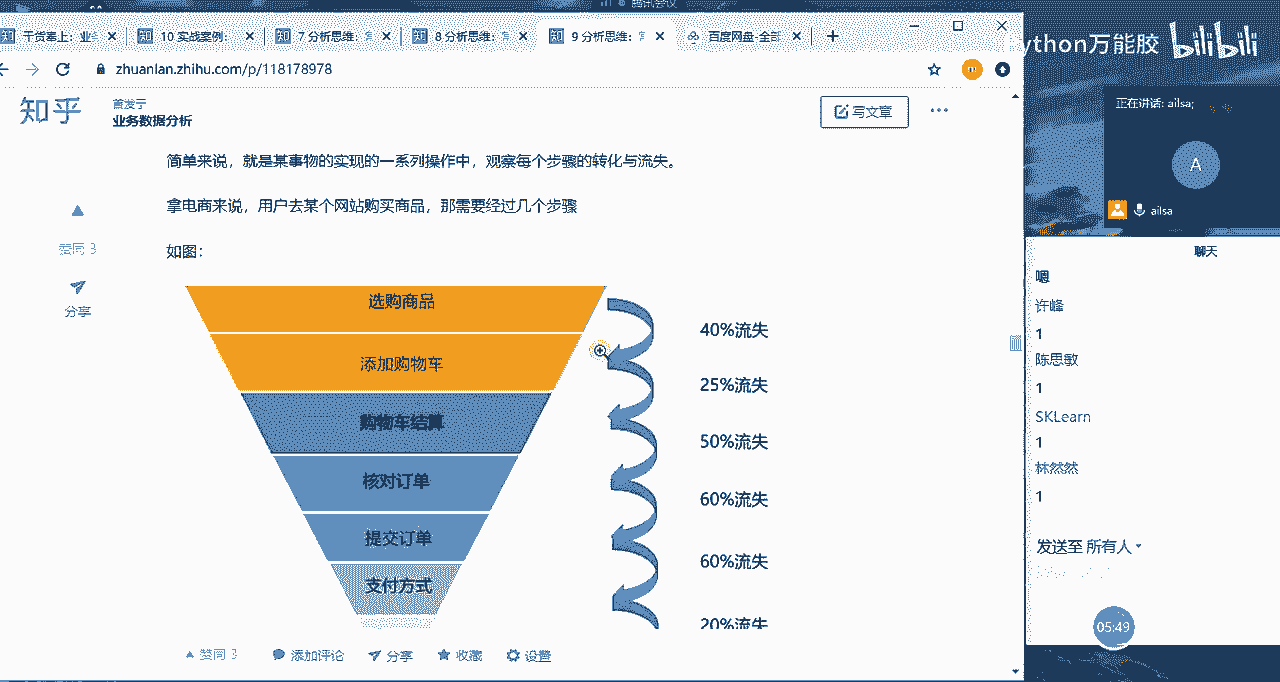 腾讯会议
干货塞上：业
10 实战案例：
7 分析思维：
8 分析思维：
9 分析思维：
百度网盘-全部
zhuanlan.zhihu.com/p/118178978
ython万能胶
bilibili
知乎
业务数据分析
写文章
正在讲话: ailsa;
A
ailsa
简单来说，就是某事物的实现的一系列操作中，观察每个步骤的转化与流失。
拿电商来说，用户去某个网站购买商品，那需要经过几个步骤
如图：
赞同 3
分享
选购商品
40%流失
添加购物车
25%流失
购物车结算
50%流失
核对订单
60%流失
提交订单
60%流失
支付方式
20%流失
赞同 3
添加评论
分享
收藏
设置
聊天
嗯
许峰
1
陈思敏
1
SKLearn
1
林然然
1
发送至 所有人
05:49